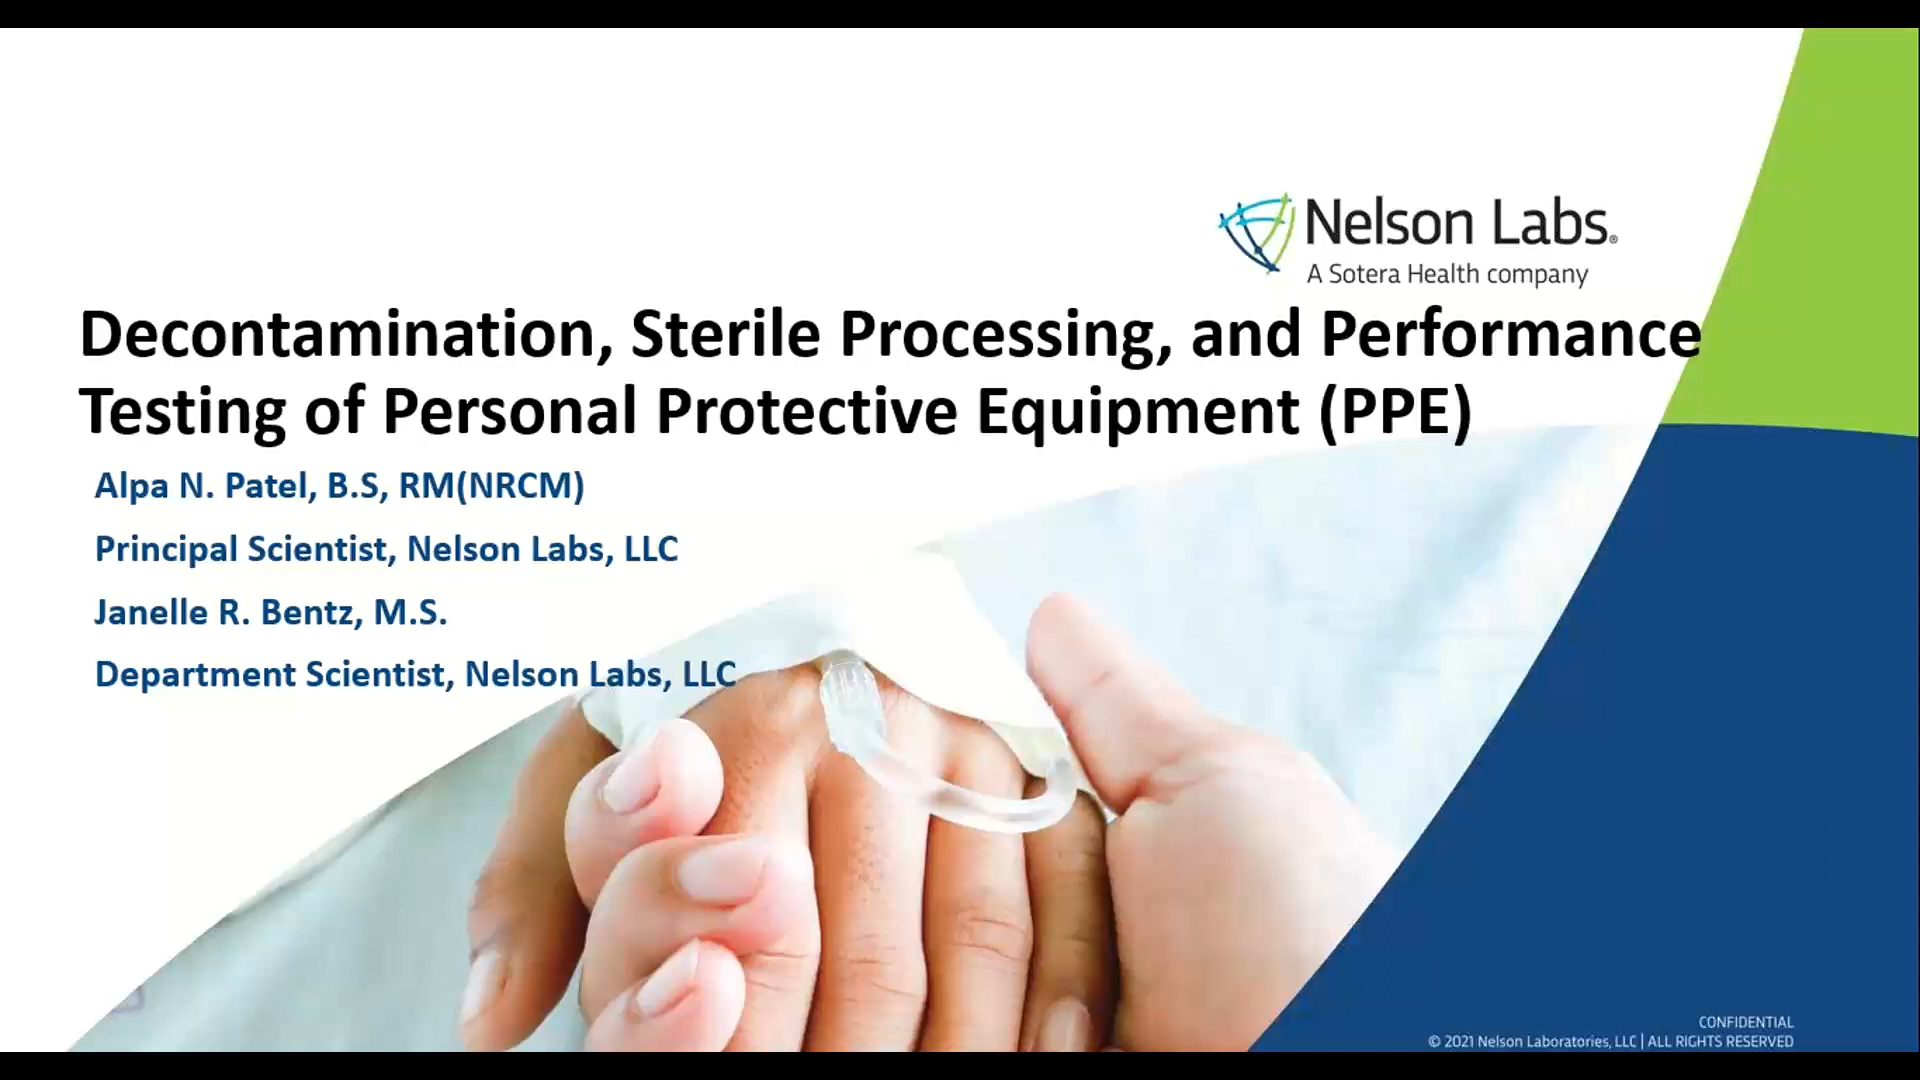 Nelson Labs®
A Sotera Health company
Decontamination, Sterile Processing, and Performance
Testing of Personal Protective Equipment (PPE)
Alpa N. Patel, B.S, RM(NRCM)
Principal Scientist, Nelson Labs, LLC
Janelle R. Bentz, M.S.
Department Scientist, Nelson Labs, LLC
CONFIDENTIAL
© 2021 Nelson Laboratories, LLC | ALL RIGHTS RESERVED